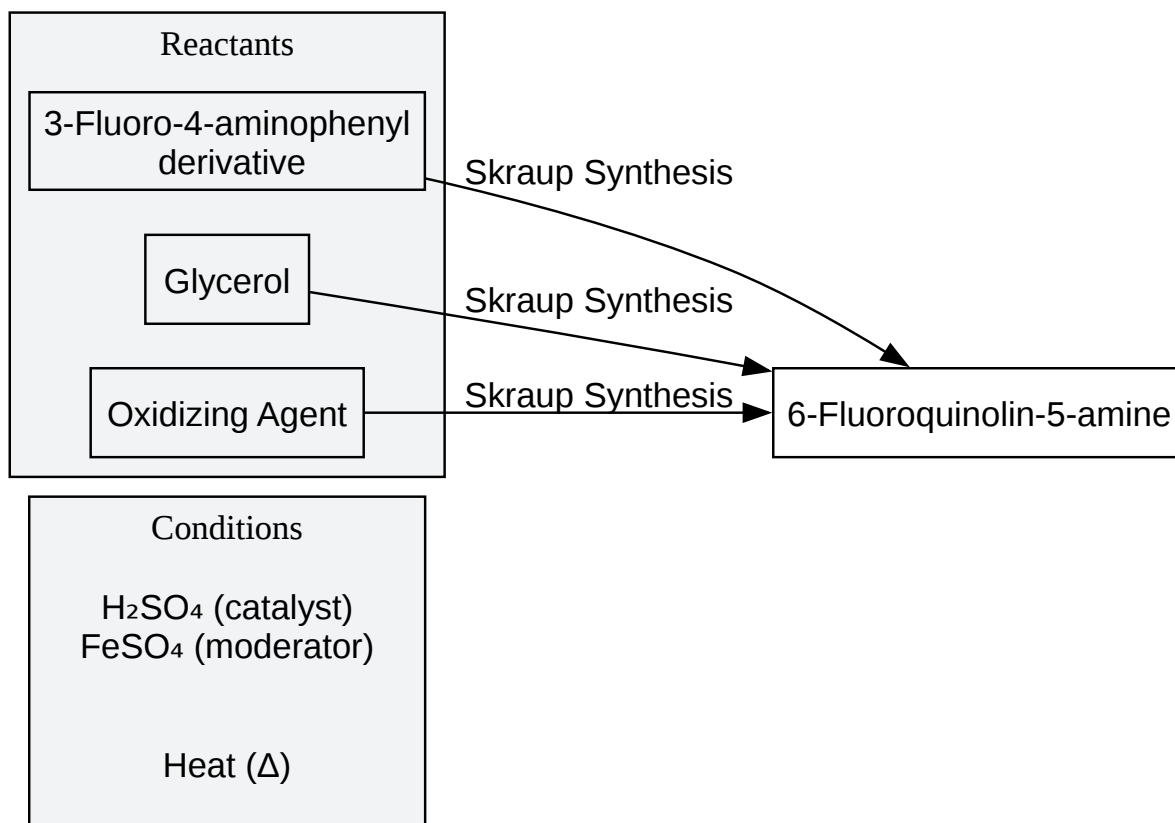 Reactants
3-Fluoro-4-aminophenyl
derivative
Skraup Synthesis
Glycerol
Skraup Synthesis
Oxidizing Agent
Skraup Synthesis
6-Fluoroquinolin-5-amine
Conditions
H₂SO₄ (catalyst)
FeSO₄ (moderator)
Heat (Δ)